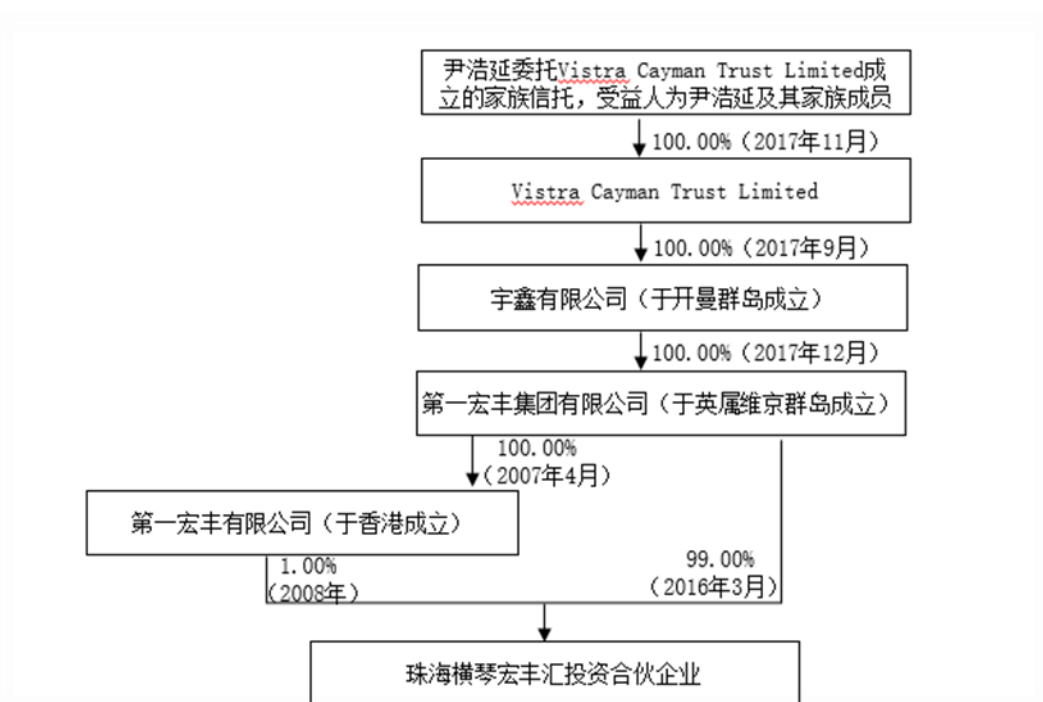 尹浩延委托Vistra Cayman Trust Limited成
立的家族信托，受益人为尹浩延及其家族成员
100.00%（2017年11月）
Vistra Cayman Trust Limited
100.00%（2017年9月）
宇鑫有限公司（于开曼群岛成立）
100.00%（2017年12月）
第一宏丰集团有限公司（于英属维京群岛成立）
100.00%
（2007年4月）
第一宏丰有限公司（于香港成立）
1.00%
（2008年）
99.00%
（2016年3月）
珠海横琴宏丰汇投资合伙企业